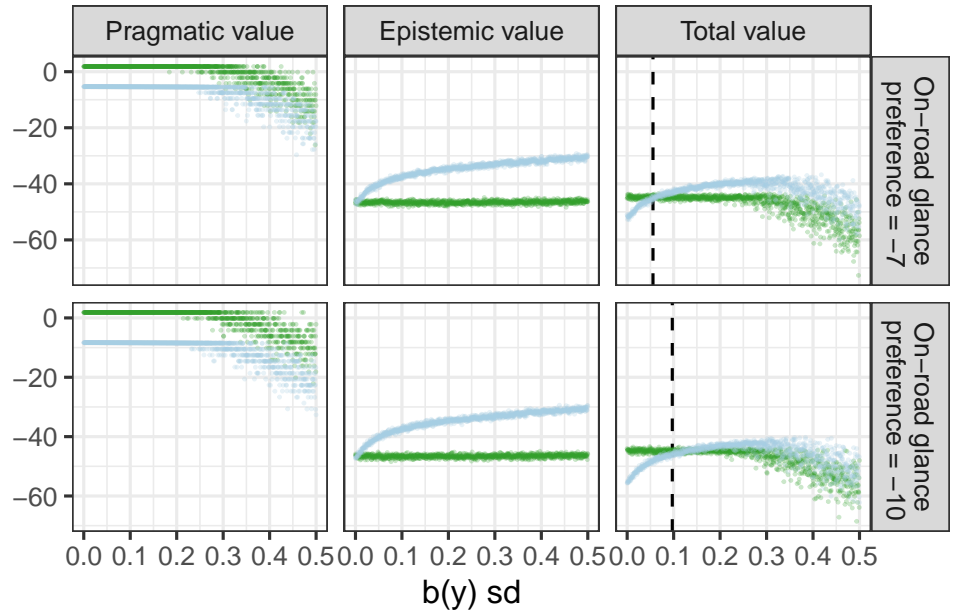 Pragmatic value
Epistemic value
Total value
0
−20
−40
−60
On−road glance
preference = −7
0
−20
−40
−60
On−road glance
preference = −10
0.0 0.1 0.2 0.3 0.4 0.5
0.0 0.1 0.2 0.3 0.4 0.5
0.0 0.1 0.2 0.3 0.4 0.5
b(y) sd